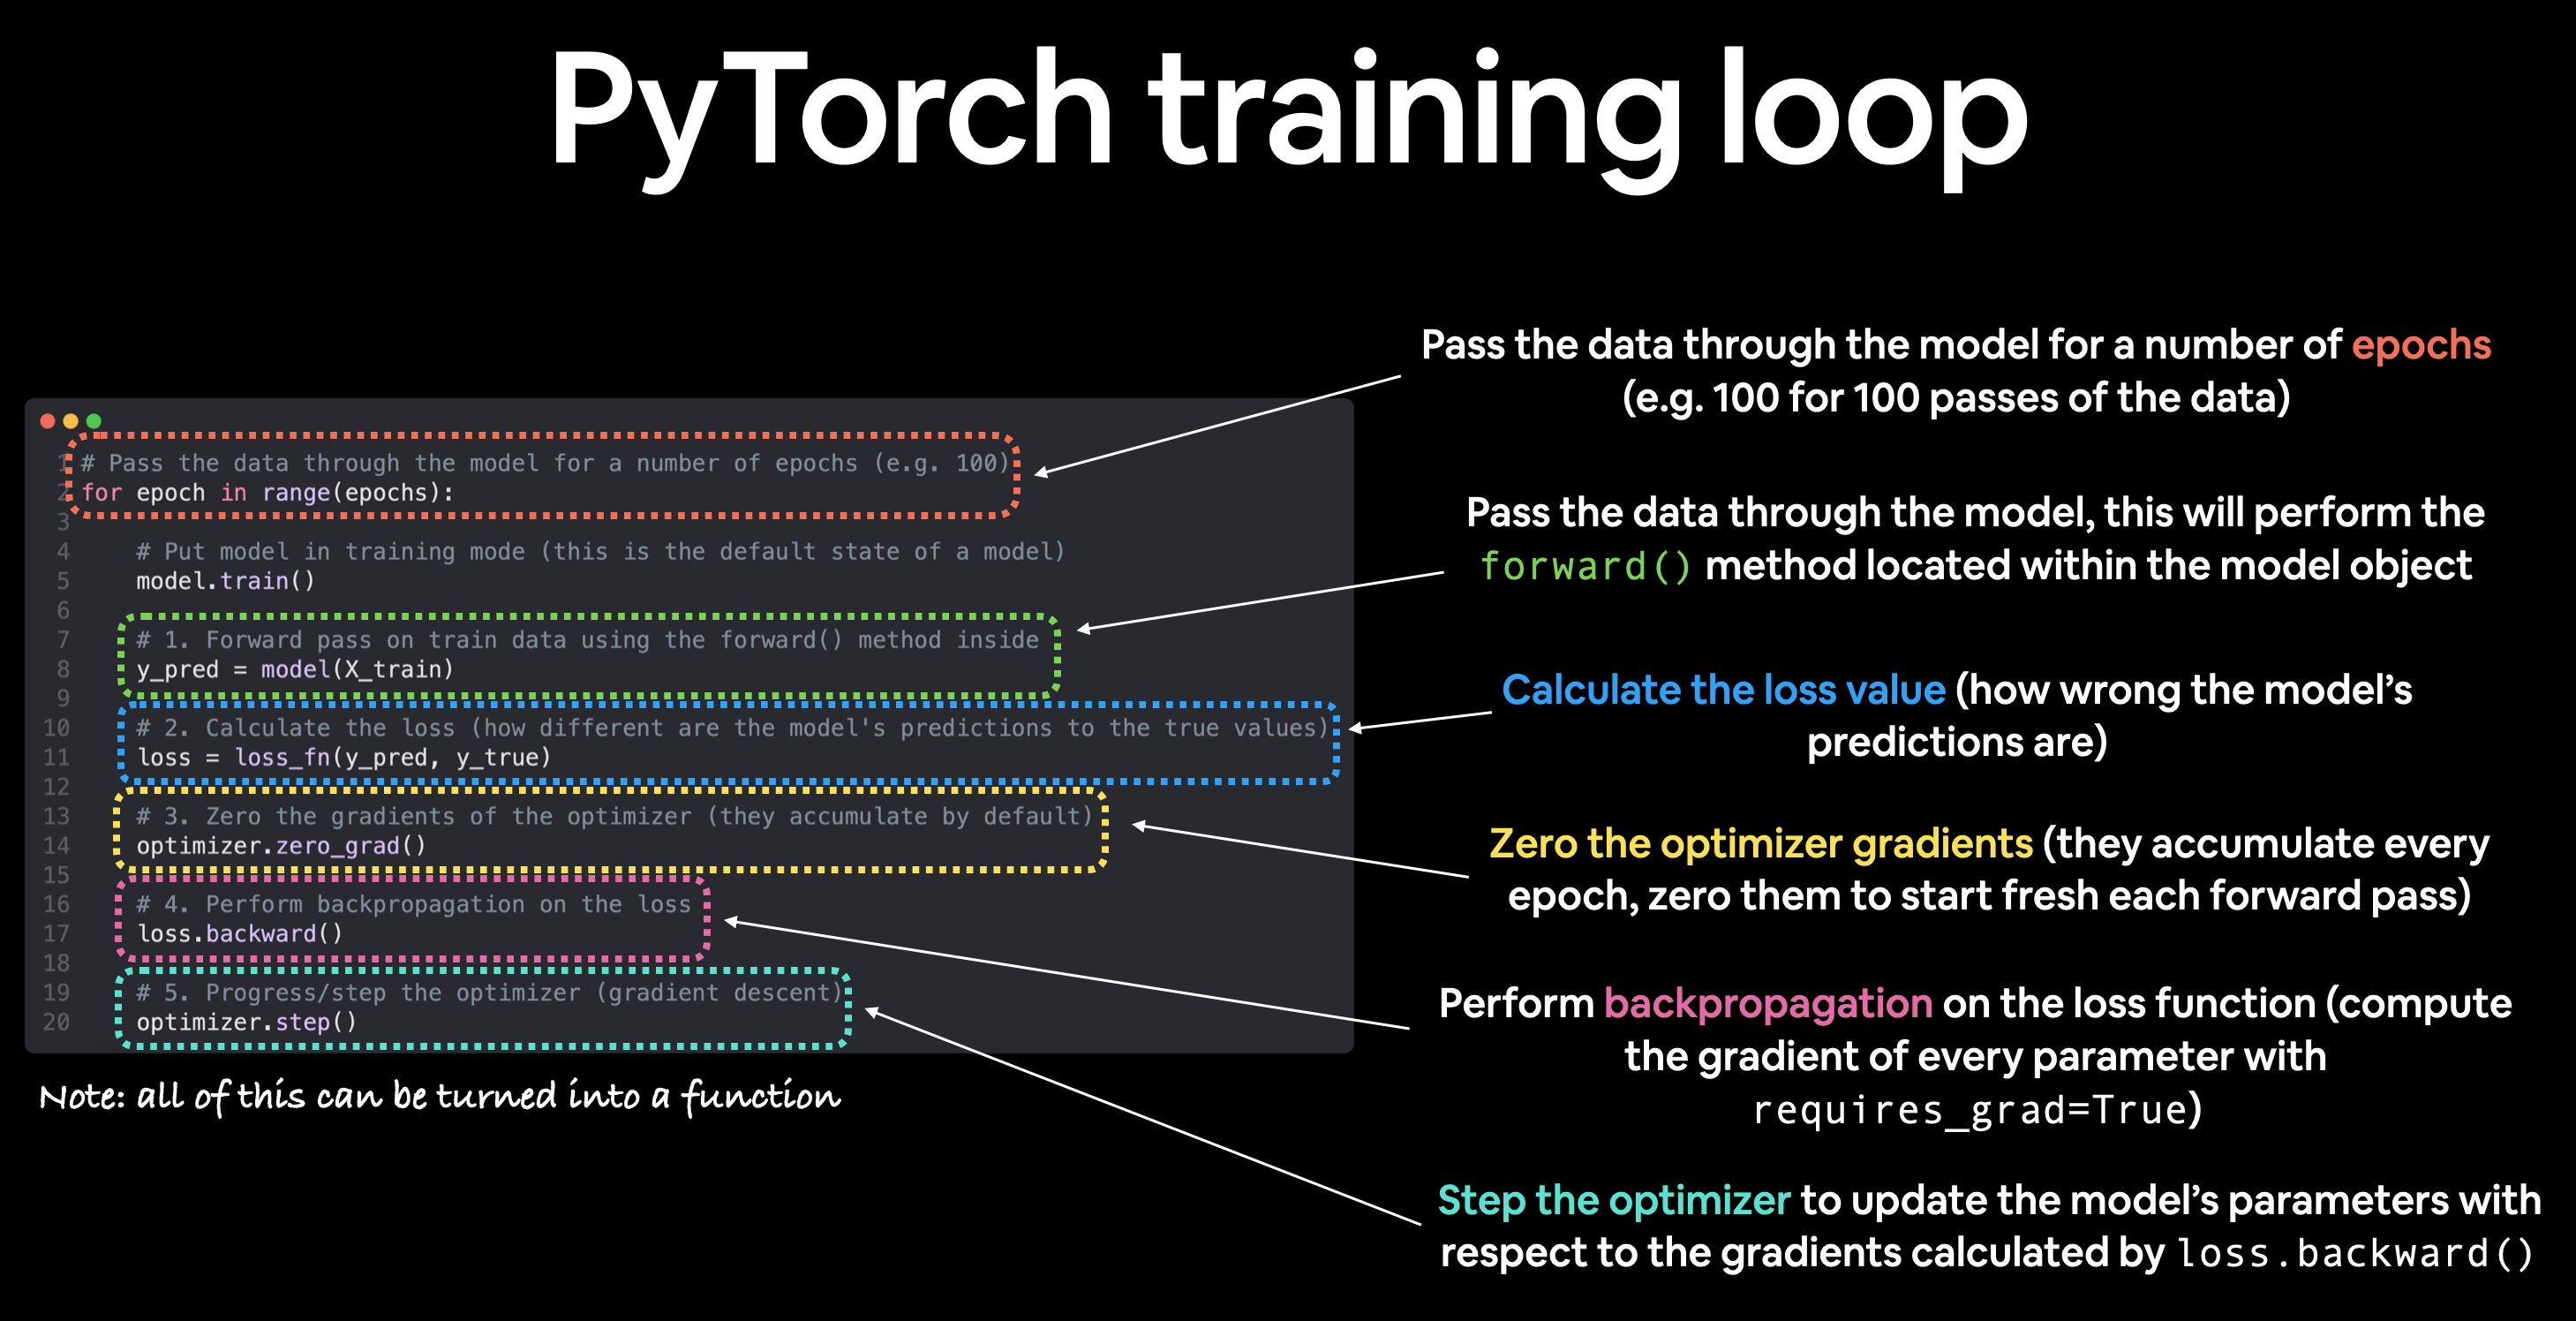 PyTorch training loop
1 # Pass the data through the model for a number of epochs (e.g. 100)
2 for epoch in range(epochs):
3
4     # Put model in training mode (this is the default state of a model)
5     model.train()
6
7     # 1. Forward pass on train data using the forward() method inside
8     y_pred = model(X_train)
9
10     # 2. Calculate the loss (how different are the model's predictions to the true values)
11     loss = loss_fn(y_pred, y_true)
12
13     # 3. Zero the gradients of the optimizer (they accumulate by default)
14     optimizer.zero_grad()
15
16     # 4. Perform backpropagation on the loss
17     loss.backward()
18
19     # 5. Progress/step the optimizer (gradient descent)
20     optimizer.step()
Note: all of this can be turned into a function
Pass the data through the model for a number of epochs
(e.g. 100 for 100 passes of the data)
Pass the data through the model, this will perform the
forward() method located within the model object
Calculate the loss value (how wrong the model’s
predictions are)
Zero the optimizer gradients (they accumulate every
epoch, zero them to start fresh each forward pass)
Perform backpropagation on the loss function (compute
the gradient of every parameter with
requires_grad=True)
Step the optimizer to update the model’s parameters with
respect to the gradients calculated by loss.backward()